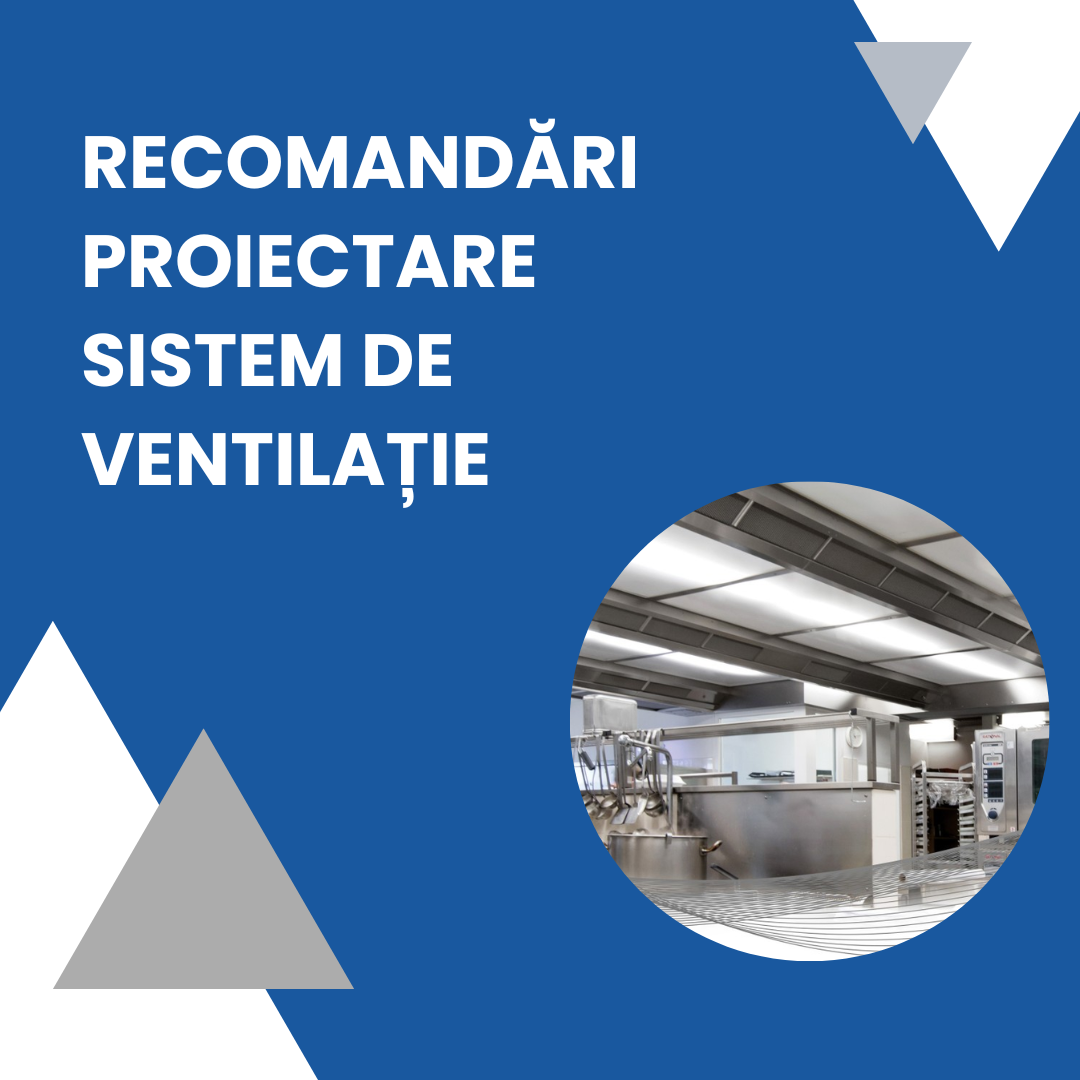 RECOMANDĂRI
PROIECTARE
SISTEM DE
VENTILAȚIE